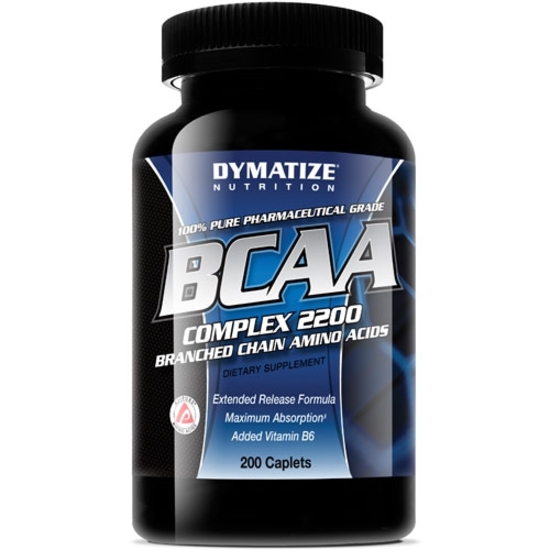 DYMATIZE®
NUTRITION
100% PURE PHARMACEUTICAL GRADE
BCAA
COMPLEX 2200
BRANCHED CHAIN AMINO ACIDS
DIETARY SUPPLEMENT
Extended Release Formula
Maximum Absorption
Added Vitamin B6
200 Caplets